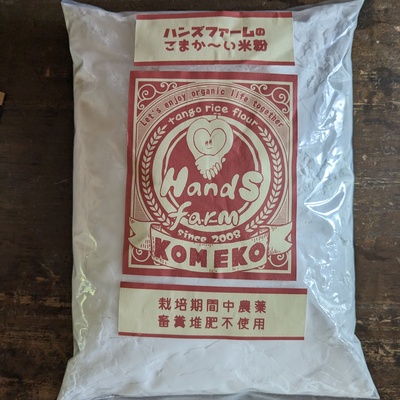 ハンズファームの
こまか〜い米粉
Let's enjoy organic life together
tango rice flour
Hands
farm
since 2008
KOMEKO
栽培期間中農薬
畜糞堆肥不使用